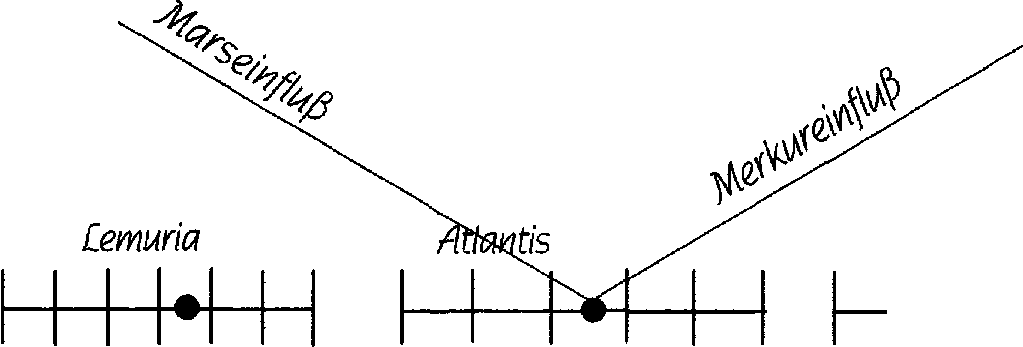 Marseinfluß
Merkureinfluß
Lemuria
Atlantis